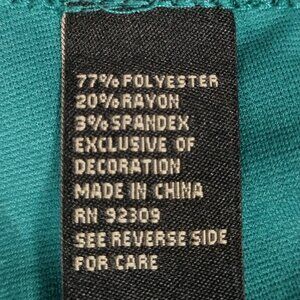 77% POLYESTER
20% RAYON
3% SPANDEX
EXCLUSIVE OF
DECORATION
MADE IN CHINA
RN 92309
SEE REVERSE SIDE
FOR CARE